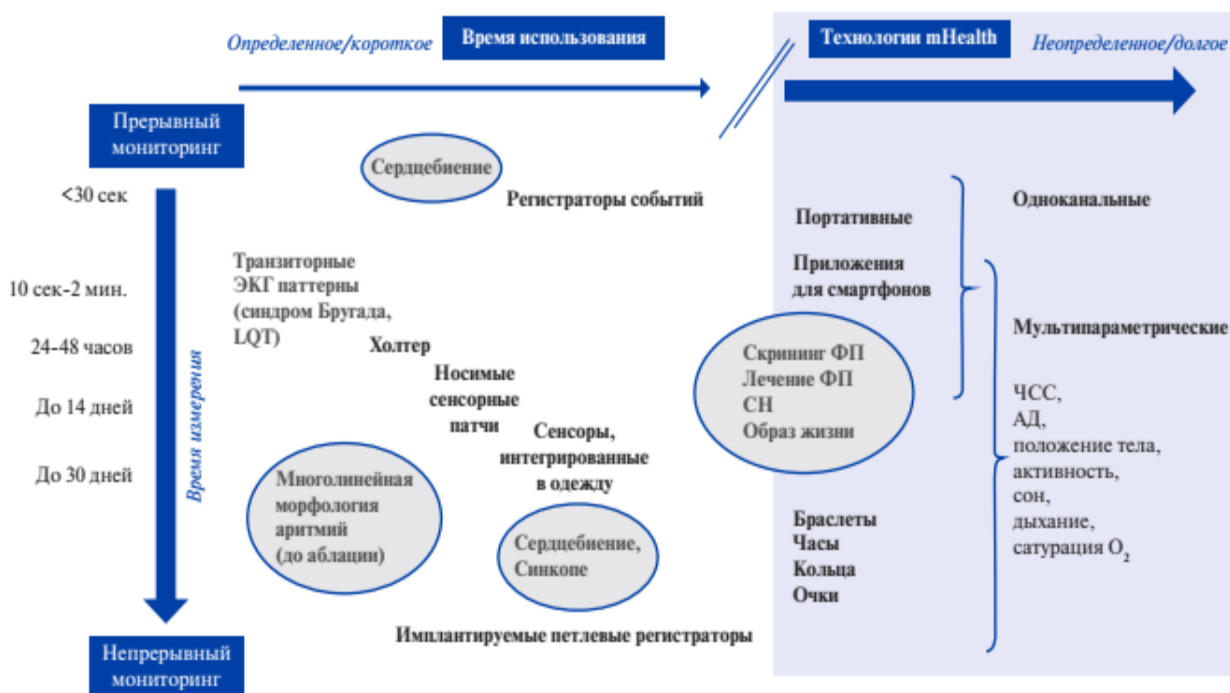 Определенное/короткое
Время использования
Технологии mHealth
Неопределенное/долгое
Прерывный
мониторинг
<30 сек
10 сек-2 мин.
24-48 часов
До 14 дней
До 30 дней
Время измерения
Непрерывный
мониторинг
Сердцебиение
Регистраторы событий
Транзиторные
ЭКГ паттерны
(синдром Бругада,
LQT)
Холтер
Носимые
сенсорные
патчи
Сенсоры,
интегрированные
в одежду
Многолинейная
морфология
аритмий
(до аблации)
Сердцебиение,
Синкопе
Имплантируемые петлевые регистраторы
Портативные
Приложения
для смартфонов
Скрининг ФП
Лечение ФП
СН
Образ жизни
Браслеты
Часы
Кольца
Очки
Одноканальные
Мультипараметрические
ЧСС,
АД,
положение тела,
активность,
сон,
дыхание,
сатурация O₂